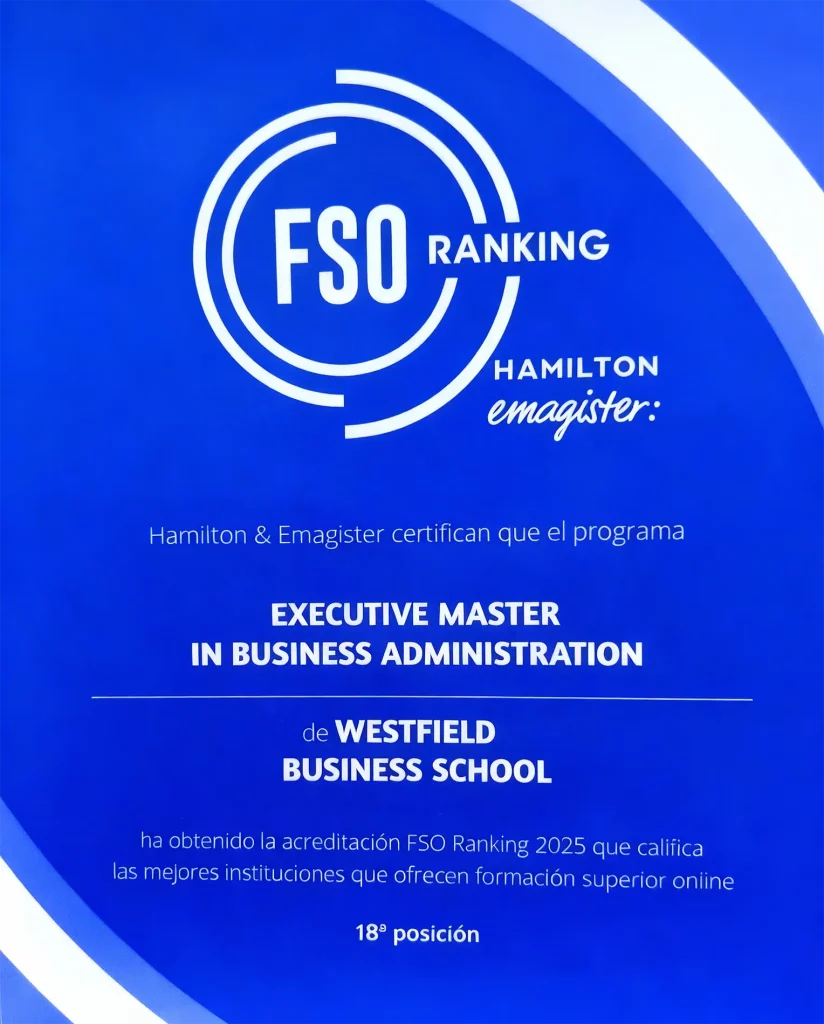 FSO RANKING
HAMILTON
emagister:
Hamilton & Emagister certifican que el programa
EXECUTIVE MASTER
IN BUSINESS ADMINISTRATION
de WESTFIELD
BUSINESS SCHOOL
ha obtenido la acreditación FSO Ranking 2025 que califica
las mejores instituciones que ofrecen formación superior online
18ª posición